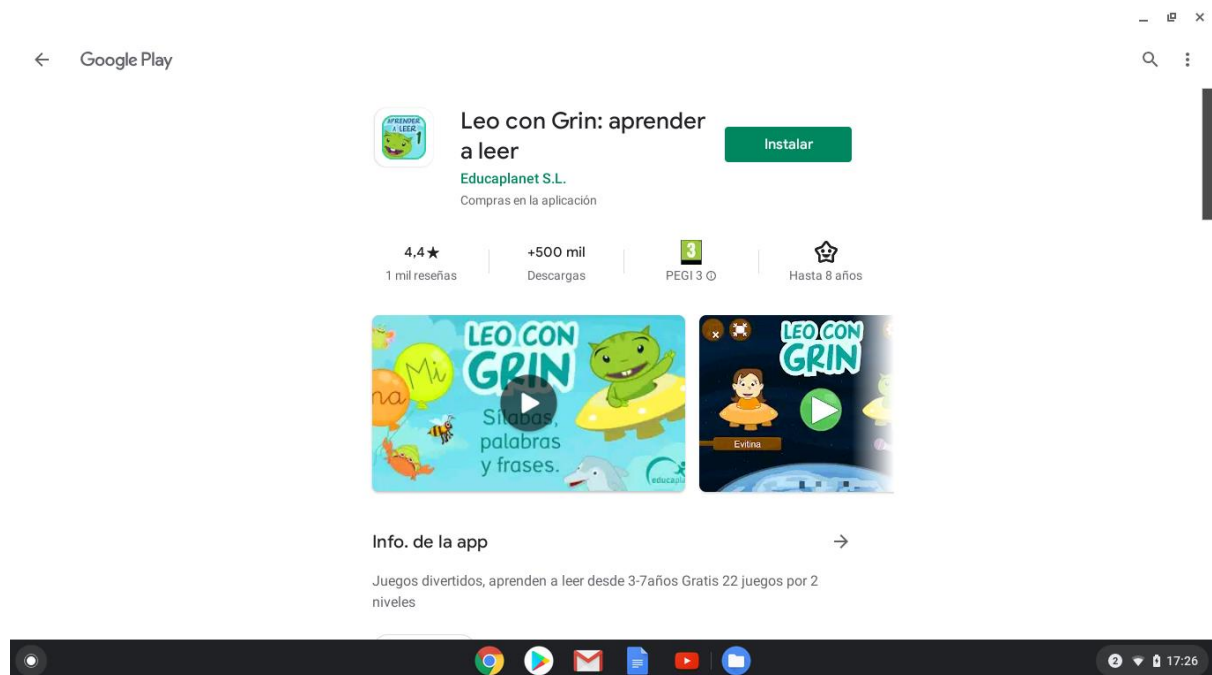 Google Play
Leo con Grin: aprender
a leer
Instalar
Educaplanet S.L.
Compras en la aplicación
APRENDER
A LEER
1
4,4★
1 mil reseñas
+500 mil
Descargas
3
PEGI 3
Hasta 8 años
LEO CON
GRIN
Mi
na
Sílabas,
palabras
y frases.
LEO CON
GRIN
Evitina
Info. de la app
Juegos divertidos, aprenden a leer desde 3-7años Gratis 22 juegos por 2
niveles
2
17:26